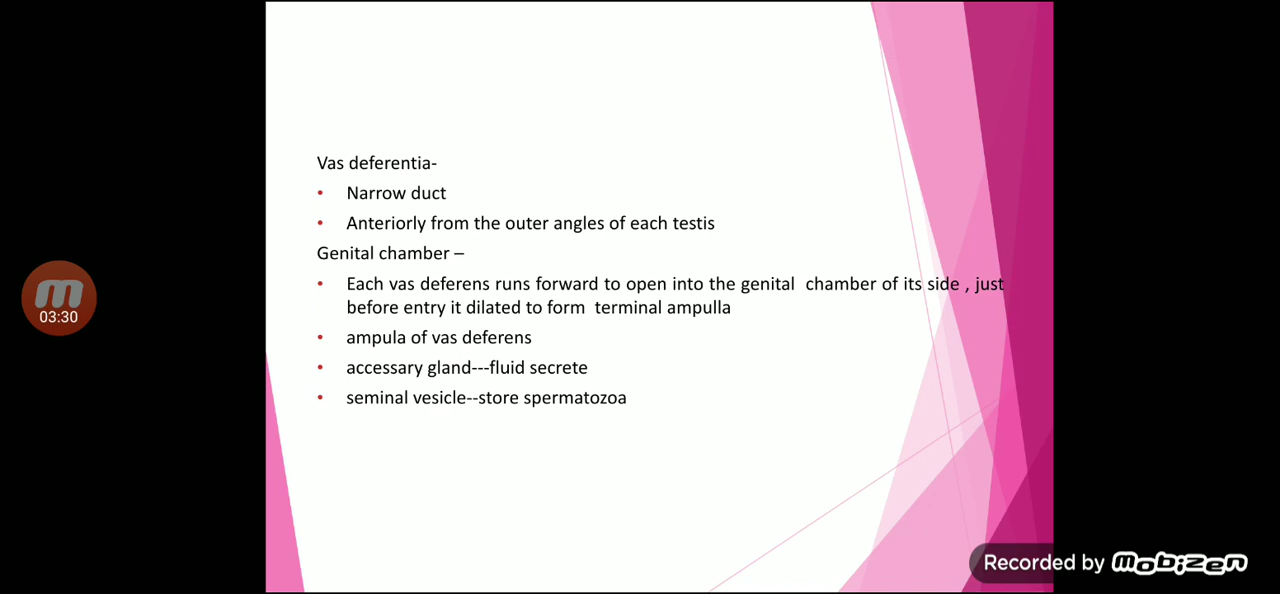 Vas deferentia-
• Narrow duct
• Anteriorly from the outer angles of each testis
Genital chamber –
• Each vas deferens runs forward to open into the genital chamber of its side , just
before entry it dilated to form terminal ampulla
• ampula of vas deferens
• accessary gland---fluid secrete
• seminal vesicle--store spermatozoa
03:30
Recorded by mobizen